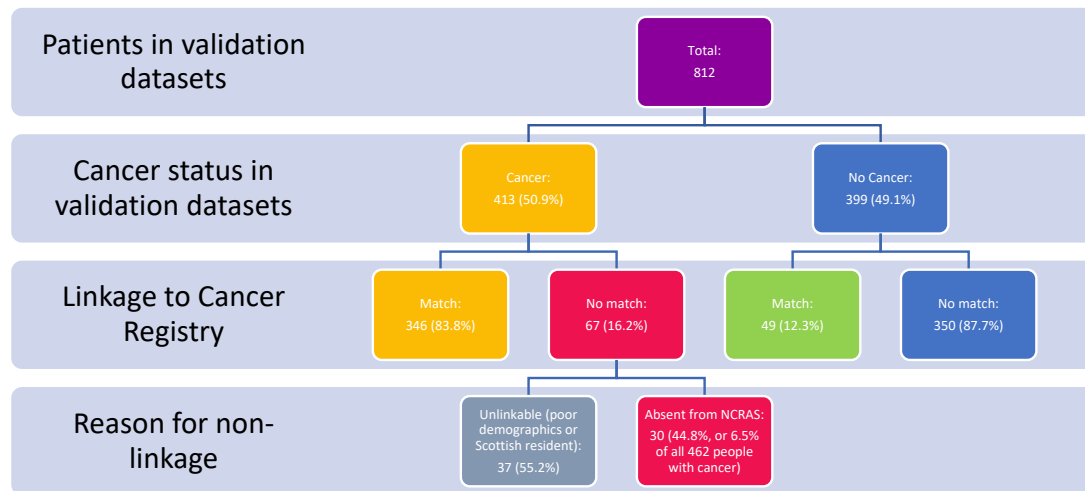 Patients in validation
datasets
Total:
812
Cancer status in
validation datasets
Cancer:
413 (50.9%)
No Cancer:
399 (49.1%)
Linkage to Cancer
Registry
Match:
346 (83.8%)
No match:
67 (16.2%)
Match:
49 (12.3%)
No match:
350 (87.7%)
Reason for non-
linkage
Unlinkable (poor
demographics or
Scottish resident):
37 (55.2%)
Absent from NCRAS:
30 (44.8%, or 6.5%
of all 462 people
with cancer)